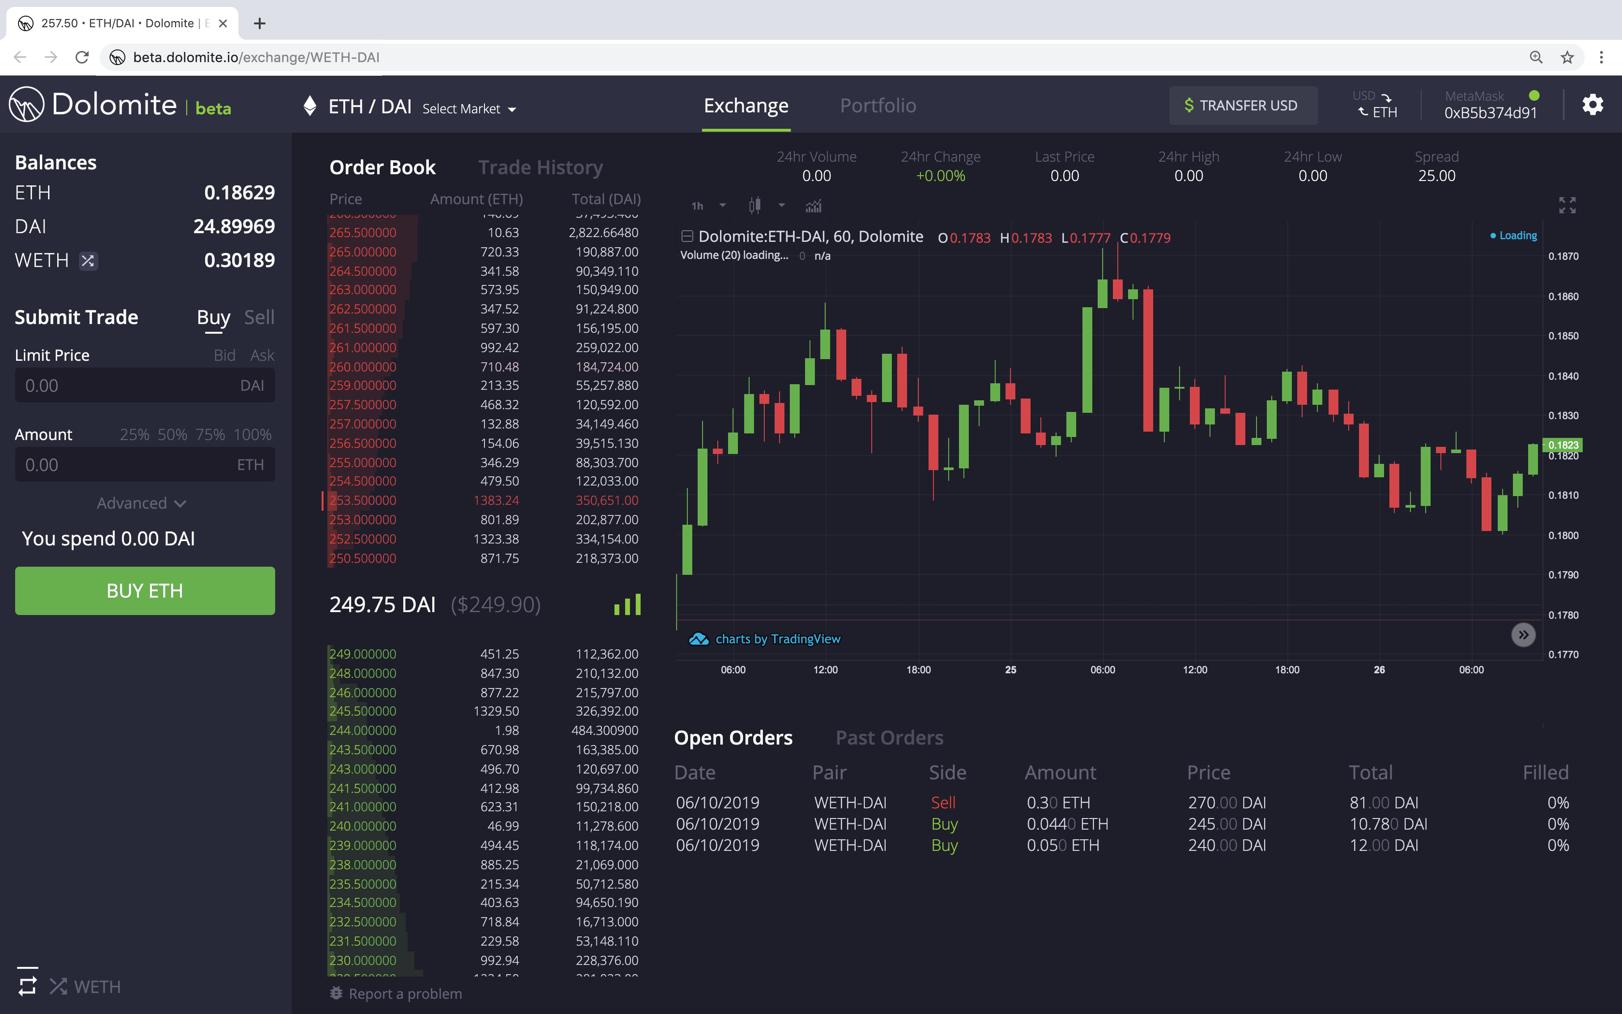 257.50 • ETH/DAI • Dolomite |
beta.dolomite.io/exchange/WETH-DAI
Dolomite | beta
ETH / DAI Select Market
Exchange Portfolio
$ TRANSFER USD
USD
ETH
MetaMask
0xB5b374d91
Balances
ETH 0.18629
DAI 24.89969
WETH 0.30189
Submit Trade Buy Sell
Limit Price Bid Ask
0.00 DAI
Amount 25% 50% 75% 100%
0.00 ETH
Advanced
You spend 0.00 DAI
BUY ETH
WETH
Order Book Trade History
Price Amount (ETH) Total (DAI)
265.500000 10.63 2,822.66480
265.000000 720.33 190,887.00
264.500000 341.58 90,349.110
263.000000 573.95 150,949.00
262.500000 347.52 91,224.800
261.500000 597.30 156,195.00
261.000000 992.42 259,022.00
260.000000 710.48 184,724.00
259.000000 213.35 55,257.880
257.500000 468.32 120,592.00
257.000000 132.88 34,149.460
256.500000 154.06 39,515.130
255.000000 346.29 88,303.700
254.500000 479.50 122,033.00
253.500000 1383.24 350,651.00
253.000000 801.89 202,877.00
252.500000 1323.38 334,154.00
250.500000 871.75 218,373.00
249.75 DAI ($249.90)
249.000000 451.25 112,362.00
248.000000 847.30 210,132.00
246.000000 877.22 215,797.00
245.500000 1329.50 326,392.00
244.000000 1.98 484.300900
243.500000 670.98 163,385.00
243.000000 496.70 120,697.00
241.500000 412.98 99,734.860
241.000000 623.31 150,218.00
240.000000 46.99 11,278.600
239.000000 494.45 118,174.00
238.000000 885.25 21,069.000
235.500000 215.34 50,712.580
234.500000 403.63 94,650.190
232.500000 718.84 16,713.000
231.500000 229.58 53,148.110
230.000000 992.94 228,376.00
Report a problem
24hr Volume 24hr Change Last Price 24hr High 24hr Low Spread
0.00 +0.00% 0.00 0.00 0.00 25.00
1h
Dolomite:ETH-DAI, 60, Dolomite O0.1783 H0.1783 L0.1777 C0.1779
Loading
Volume (20) loading... 0 n/a
0.1870
0.1860
0.1850
0.1840
0.1830
0.1823
0.1820
0.1810
0.1800
0.1790
0.1780
0.1770
charts by TradingView
06:00 12:00 18:00 25 06:00 12:00 18:00 26 06:00
Open Orders Past Orders
Date Pair Side Amount Price Total Filled
06/10/2019 WETH-DAI Sell 0.30 ETH 270.00 DAI 81.00 DAI 0%
06/10/2019 WETH-DAI Buy 0.0440 ETH 245.00 DAI 10.780 DAI 0%
06/10/2019 WETH-DAI Buy 0.050 ETH 240.00 DAI 12.00 DAI 0%